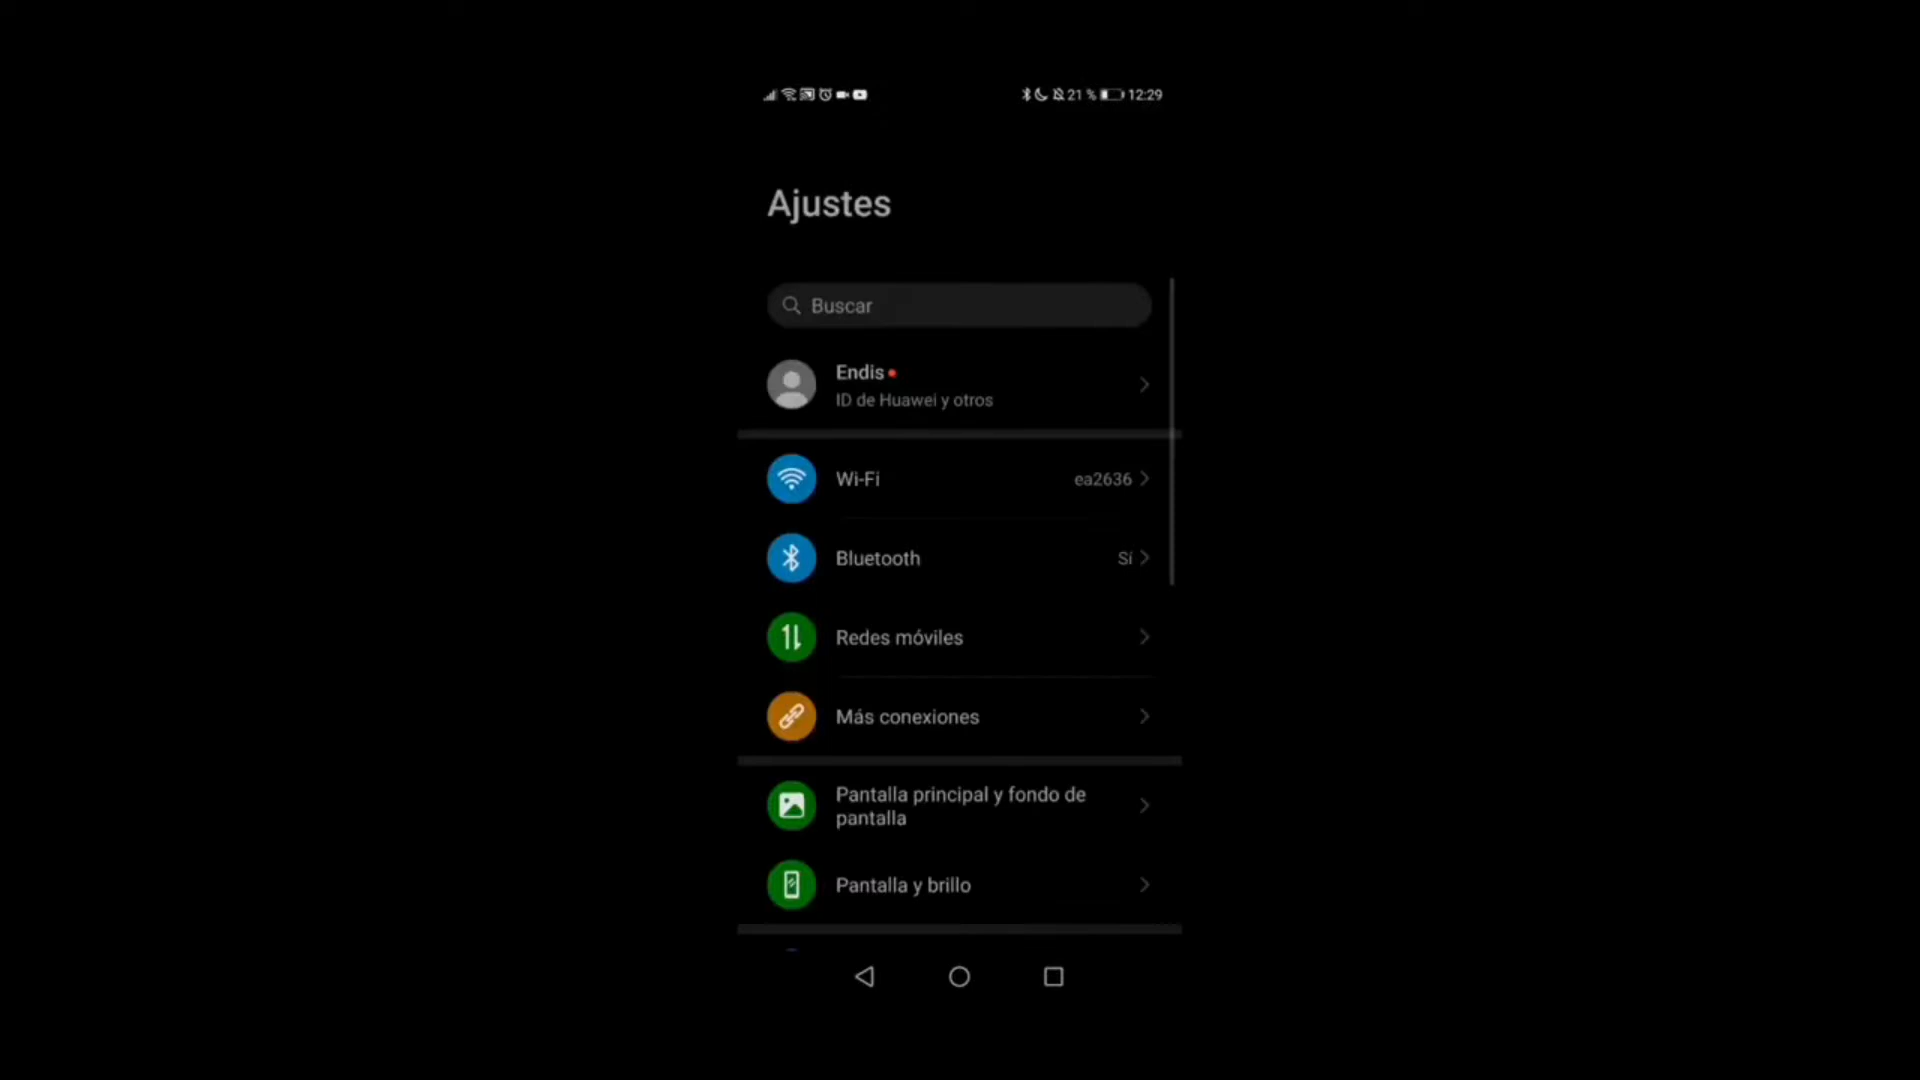 21 % 12:29
Ajustes
Buscar
Endis
ID de Huawei y otros
Wi-Fi ea2636
Bluetooth Sí
Redes móviles
Más conexiones
Pantalla principal y fondo de
pantalla
Pantalla y brillo